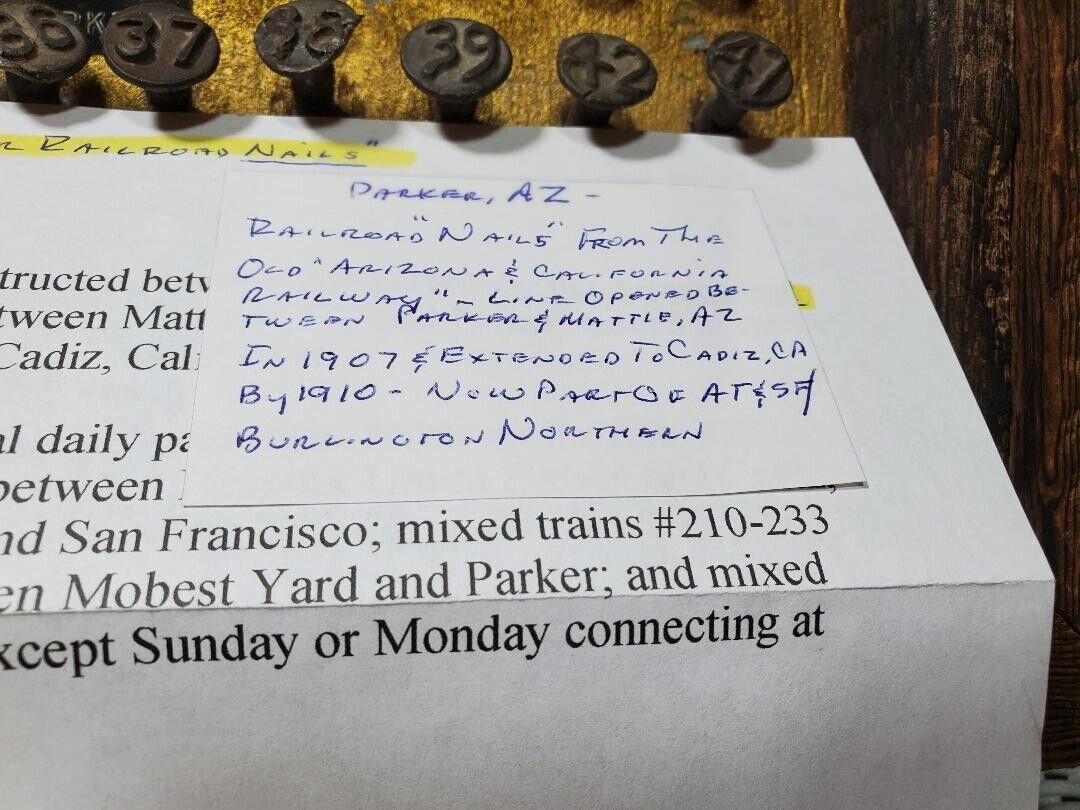 36 37 38 39 42 41
RAILROAD NAILS"
PARKER, AZ -
RAILROAD "NAILS" FROM THE
OLD "ARIZONA & CALIFORNIA
RAILWAY" - LINE OPENED BE-
TWEEN PARKER & MATTIE, AZ
IN 1907 & EXTENDED TO CADIZ, CA
By 1910 - NOW PART OF AT&SF/
BURLINGTON NORTHERN
tructed betw
tween Matt
Cadiz, Cali
al daily pa
between
nd San Francisco; mixed trains #210-233
en Mobest Yard and Parker; and mixed
xcept Sunday or Monday connecting at